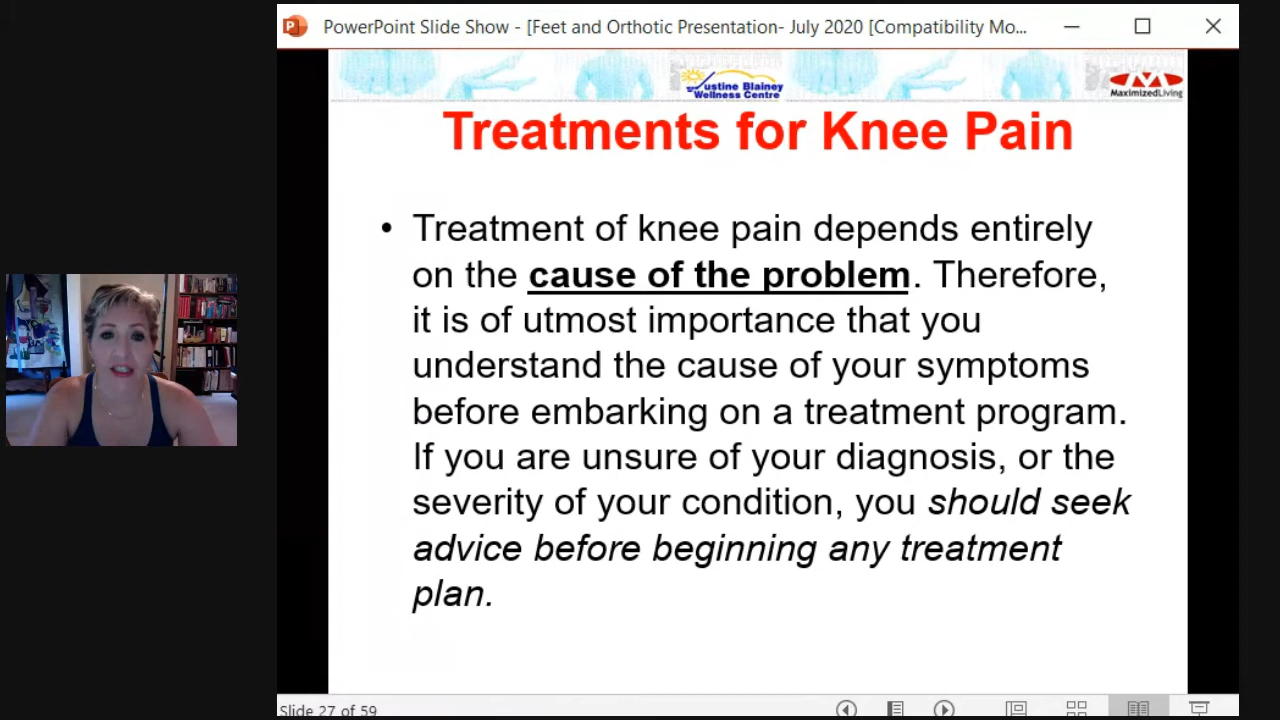 PowerPoint Slide Show - [Feet and Orthotic Presentation- July 2020 [Compatibility Mo...
ustine Blainey
Wellness Centre
MaximizedLiving
Treatments for Knee Pain
• Treatment of knee pain depends entirely
on the cause of the problem. Therefore,
it is of utmost importance that you
understand the cause of your symptoms
before embarking on a treatment program.
If you are unsure of your diagnosis, or the
severity of your condition, you should seek
advice before beginning any treatment
plan.
Slide 27 of 59